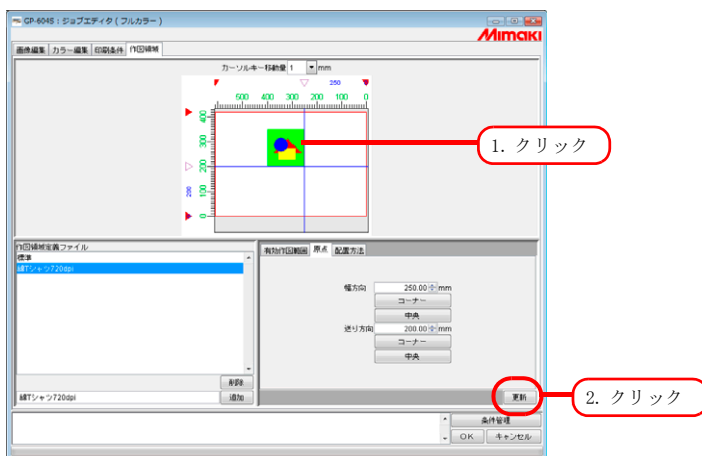 GP-604S : ジョブエディタ ( フルカラー )
Mimaki
画像編集 カラー編集 印刷条件 作図領域
カーソルキー移動量 1 mm
250
500 400 300 200 100 0
400
300
200
200
100
0
1. クリック
作図領域定義ファイル
標準
綿Tシャツ720dpi
削除
綿Tシャツ720dpi 追加
有効作図範囲 原点 配置方法
幅方向 250.00 mm
コーナー
中央
送り方向 200.00 mm
コーナー
中央
更新
2. クリック
条件管理
OK キャンセル